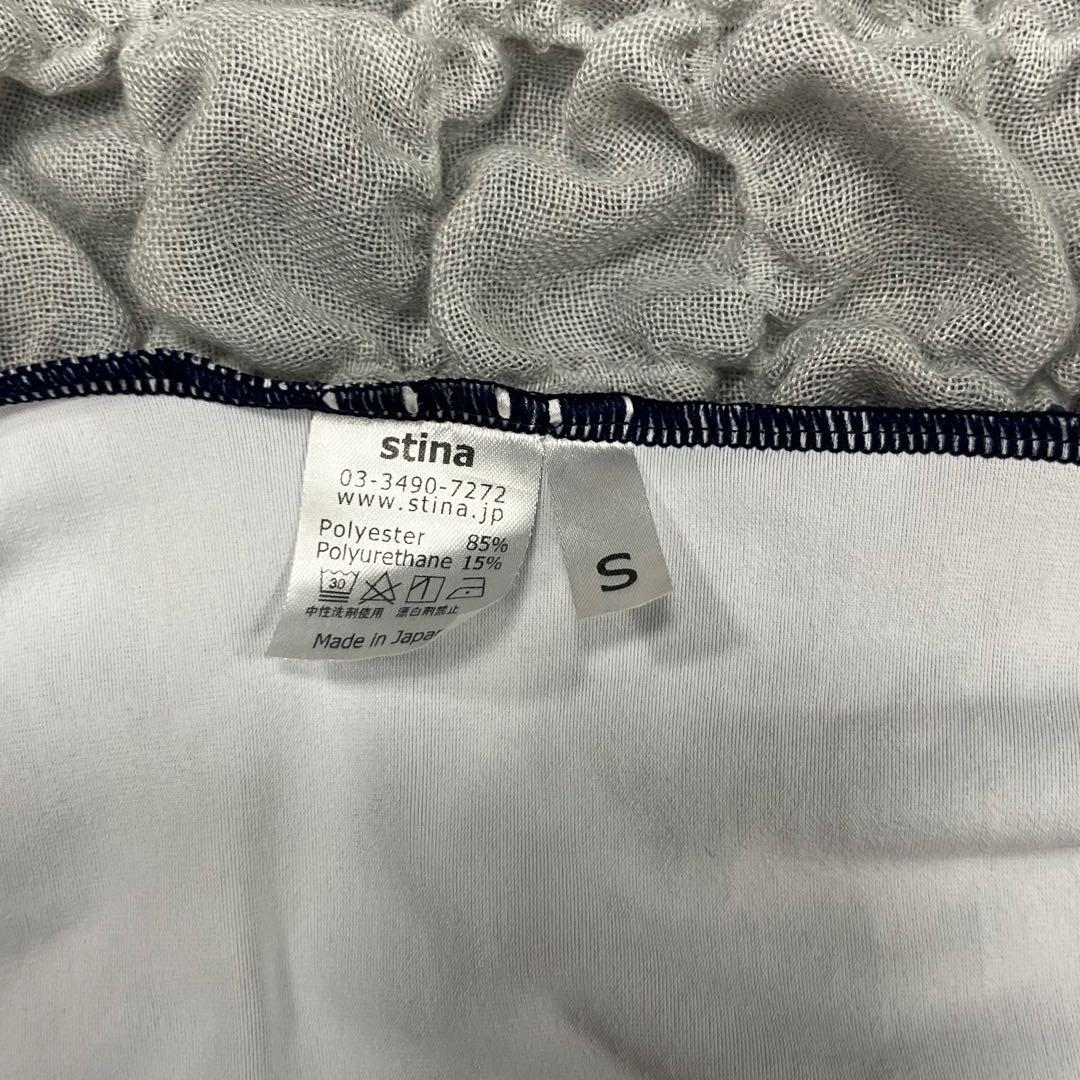 stina
03-3490-7272
www.stina.jp
Polyester 85%
Polyurethane 15%
30
中性洗剤使用 漂白剤禁止
Made in Japan
S